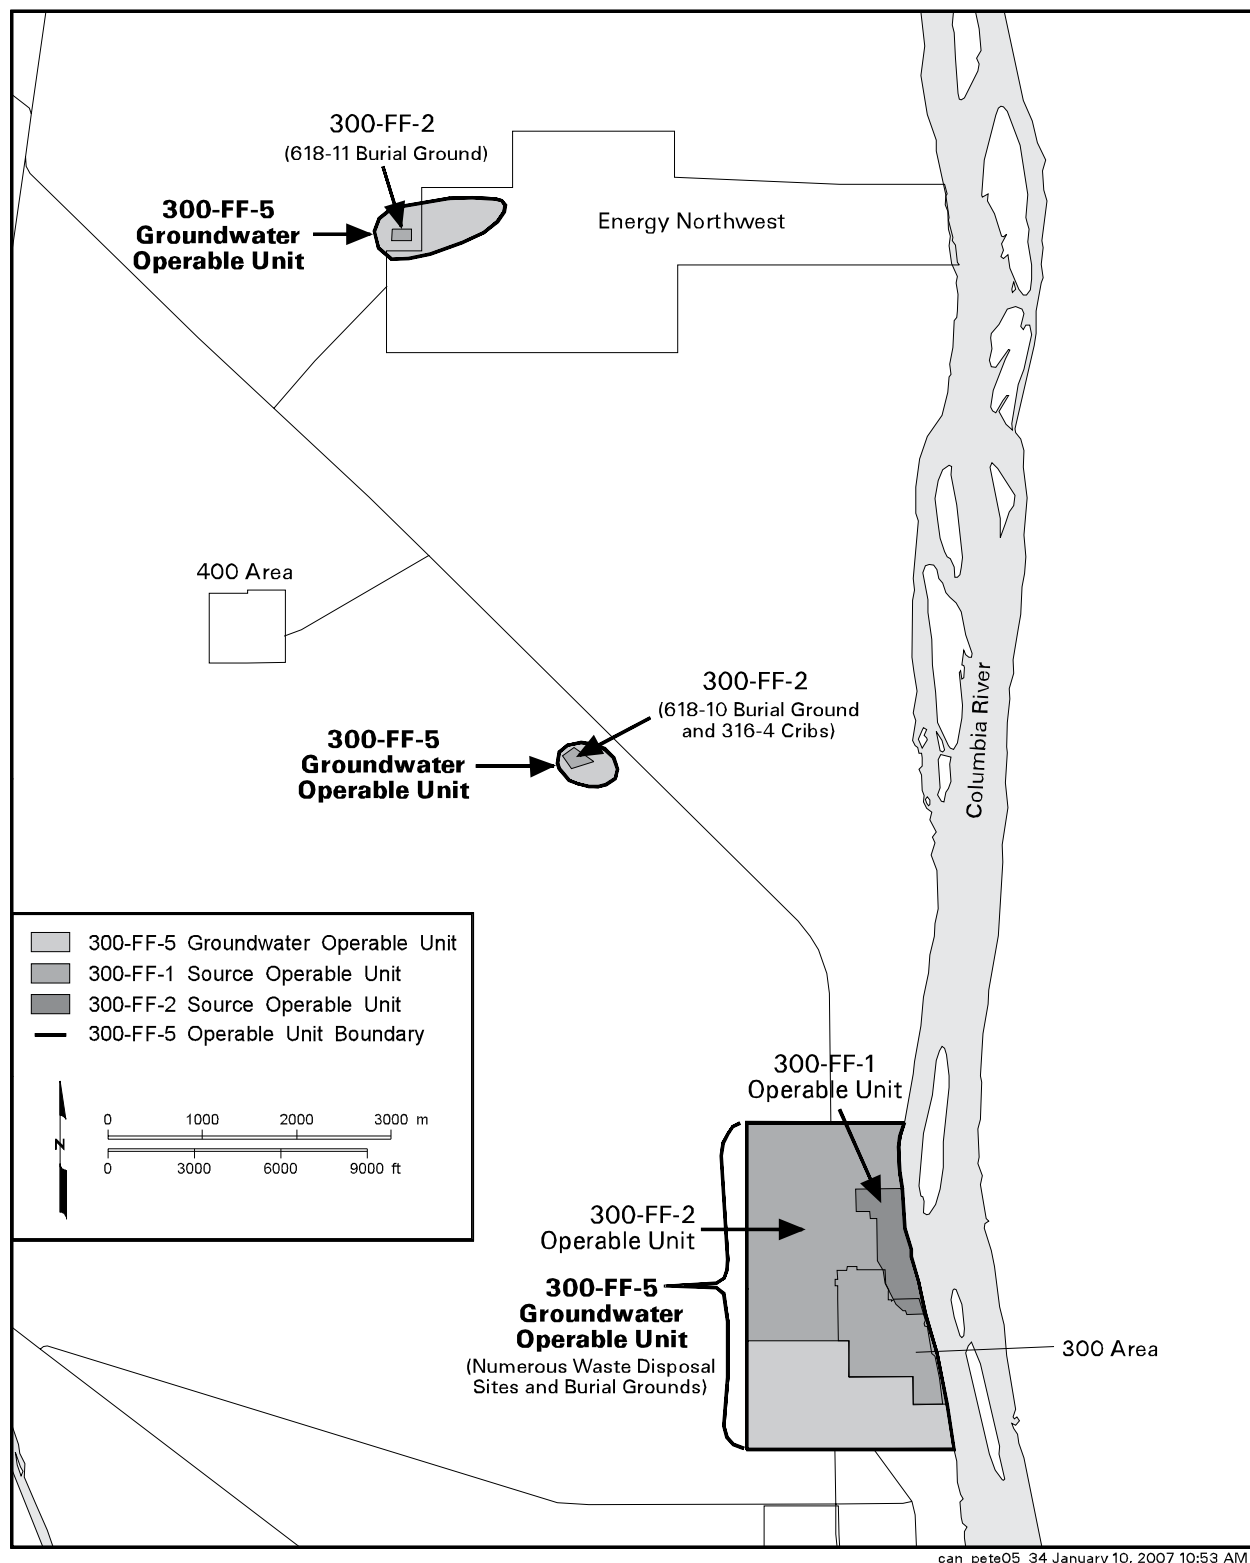 300-FF-2
(618-11 Burial Ground)
300-FF-5
Groundwater
Operable Unit
Energy Northwest
400 Area
300-FF-2
(618-10 Burial Ground
and 316-4 Cribs)
300-FF-5
Groundwater
Operable Unit
Columbia River
300-FF-5 Groundwater Operable Unit
300-FF-1 Source Operable Unit
300-FF-2 Source Operable Unit
300-FF-5 Operable Unit Boundary
N
0 1000 2000 3000 m
0 3000 6000 9000 ft
300-FF-1
Operable Unit
300-FF-2
Operable Unit
300-FF-5
Groundwater
Operable Unit
(Numerous Waste Disposal
Sites and Burial Grounds)
300 Area
can_pete05_34 January 10, 2007 10:53 AM